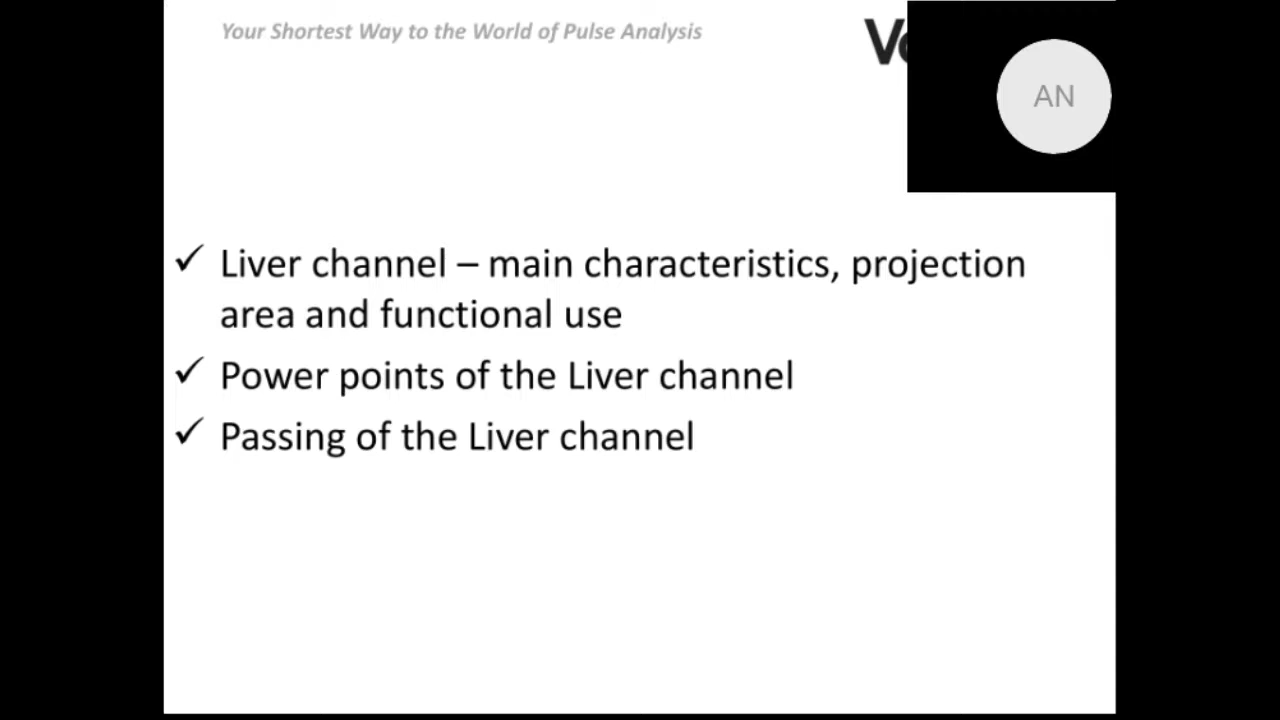 Your Shortest Way to the World of Pulse Analysis
AN
✓ Liver channel – main characteristics, projection
area and functional use
✓ Power points of the Liver channel
✓ Passing of the Liver channel